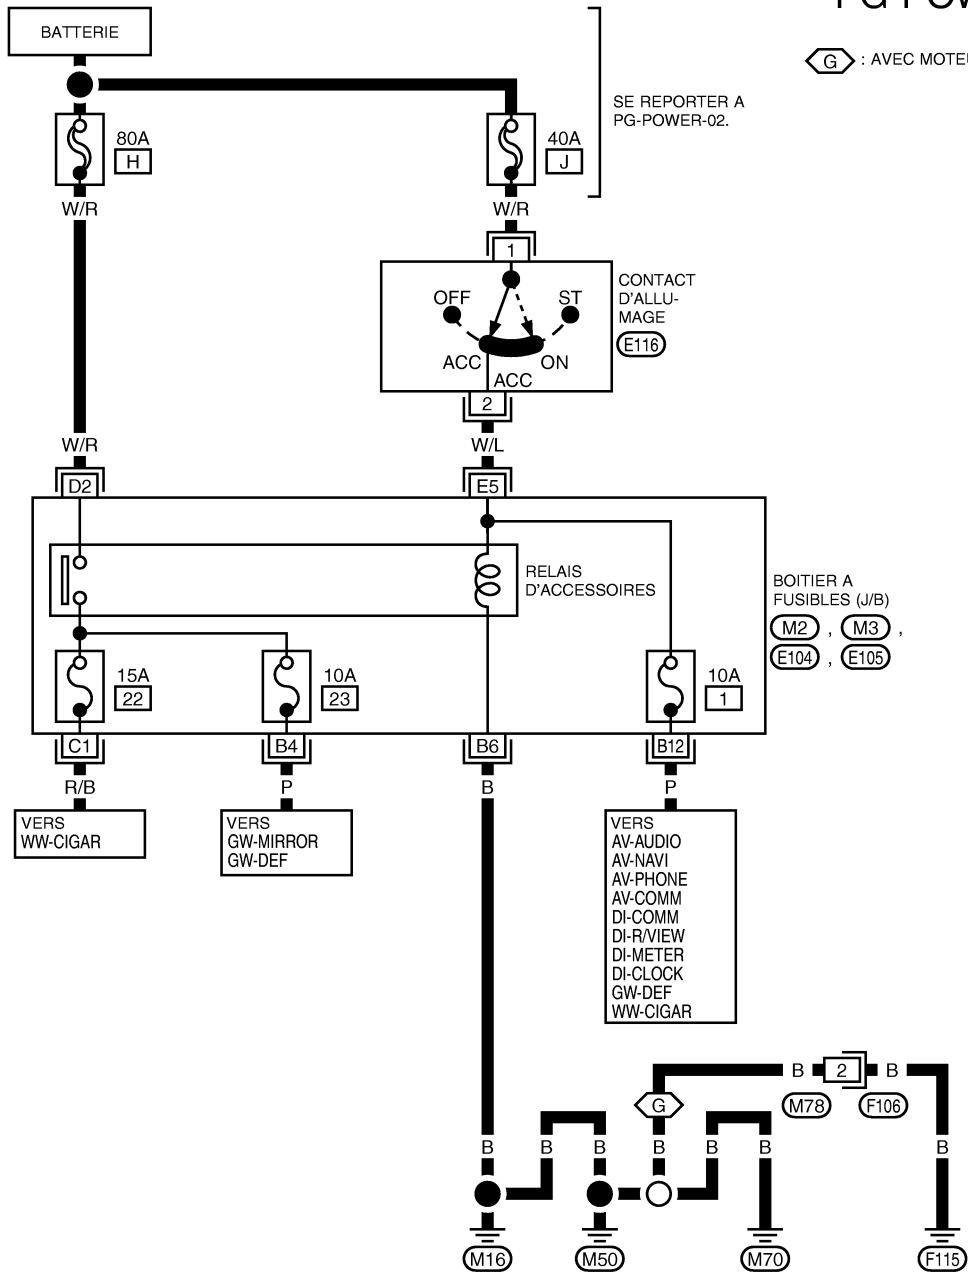 BATTERIE
G : AVEC
SE REPORTER A
PG-POWER-02.
80A
H
40A
J
W/R
W/R
1
CONTACT
D'ALLU-
MAGE
E116
OFF
ST
ACC
ON
ACC
2
W/R
W/L
D2
E5
RELAIS
D'ACCESSOIRES
BOITIER A
FUSIBLES (J/B)
M2 , M3 ,
E104 , E105
15A
22
10A
23
10A
1
C1
B4
B6
B12
R/B
P
B
P
VERS
WW-CIGAR
VERS
GW-MIRROR
GW-DEF
VERS
AV-AUDIO
AV-NAVI
AV-PHONE
AV-COMM
DI-COMM
DI-R/VIEW
DI-METER
DI-CLOCK
GW-DEF
WW-CIGAR
B
2
B
G
M78
F106
B
B
B
B
B
B
B
M16
M50
M70
F115